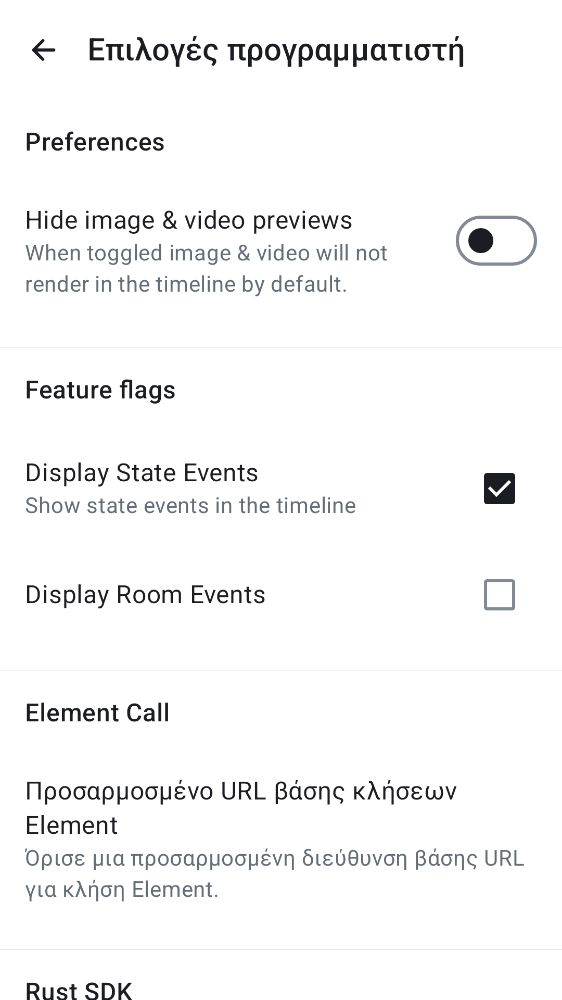 Επιλογές προγραμματιστή
Preferences
Hide image & video previews
When toggled image & video will not
render in the timeline by default.
Feature flags
Display State Events
Show state events in the timeline
Display Room Events
Element Call
Προσαρμοσμένο URL βάσης κλήσεων
Element
Όρισε μια προσαρμοσμένη διεύθυνση βάσης URL
για κλήση Element.
Rust SDK